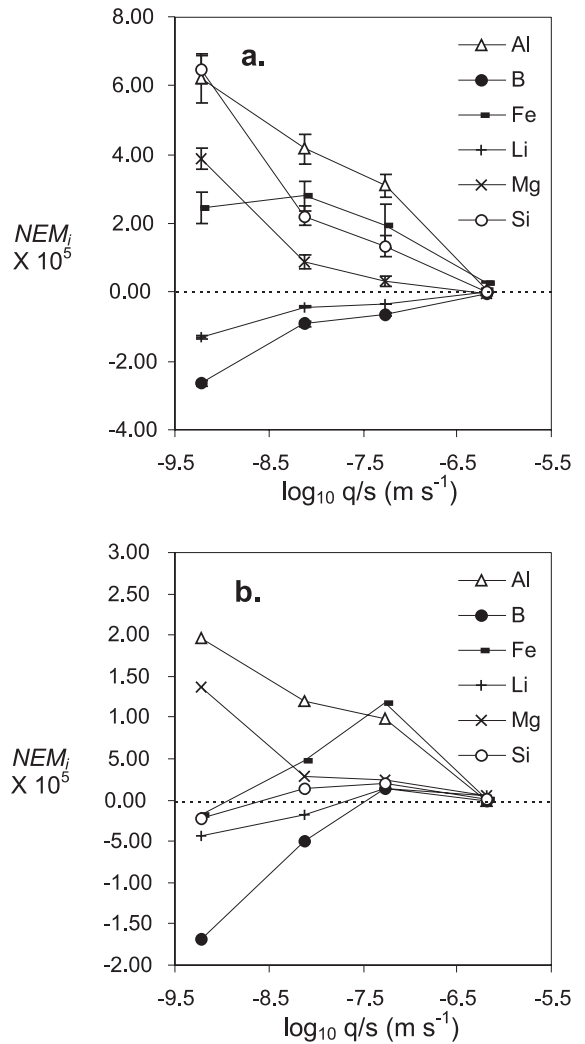 8.00
6.00
4.00
2.00
0.00
-2.00
-4.00
NEMi
X 10⁵
a.
Al
B
Fe
Li
Mg
Si
-9.5 -8.5 -7.5 -6.5 -5.5
log₁₀ q/s (m s⁻¹)
3.00
2.50
2.00
1.50
1.00
5.00
0.00
-5.00
-1.00
-1.50
-2.00
NEMi
X 10⁵
b.
Al
B
Fe
Li
Mg
Si
-9.5 -8.5 -7.5 -6.5 -5.5
log₁₀ q/s (m s⁻¹)